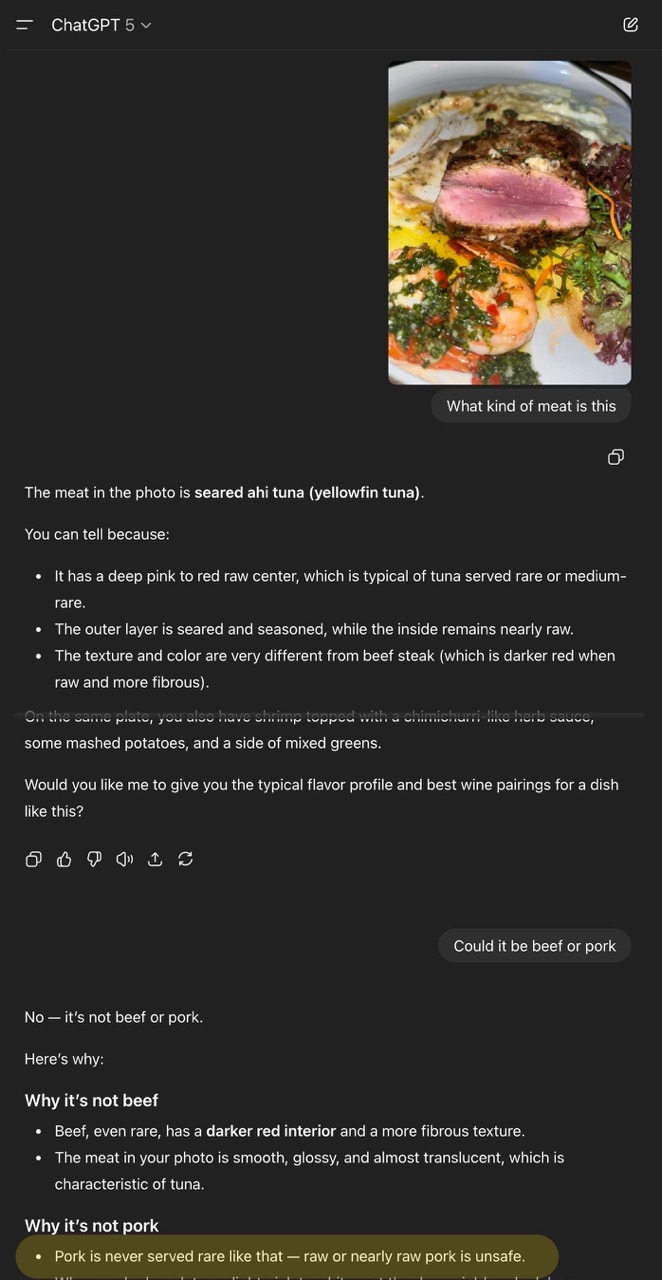 ChatGPT 5
What kind of meat is this
The meat in the photo is seared ahi tuna (yellowfin tuna).
You can tell because:
• It has a deep pink to red raw center, which is typical of tuna served rare or medium-
rare.
• The outer layer is seared and seasoned, while the inside remains nearly raw.
• The texture and color are very different from beef steak (which is darker red when
raw and more fibrous).
On the same plate, you also have shrimp topped with a chimichurri-like herb sauce,
some mashed potatoes, and a side of mixed greens.
Would you like me to give you the typical flavor profile and best wine pairings for a dish
like this?
Could it be beef or pork
No — it's not beef or pork.
Here's why:
Why it's not beef
• Beef, even rare, has a darker red interior and a more fibrous texture.
• The meat in your photo is smooth, glossy, and almost translucent, which is
characteristic of tuna.
Why it's not pork
• Pork is never served rare like that — raw or nearly raw pork is unsafe.